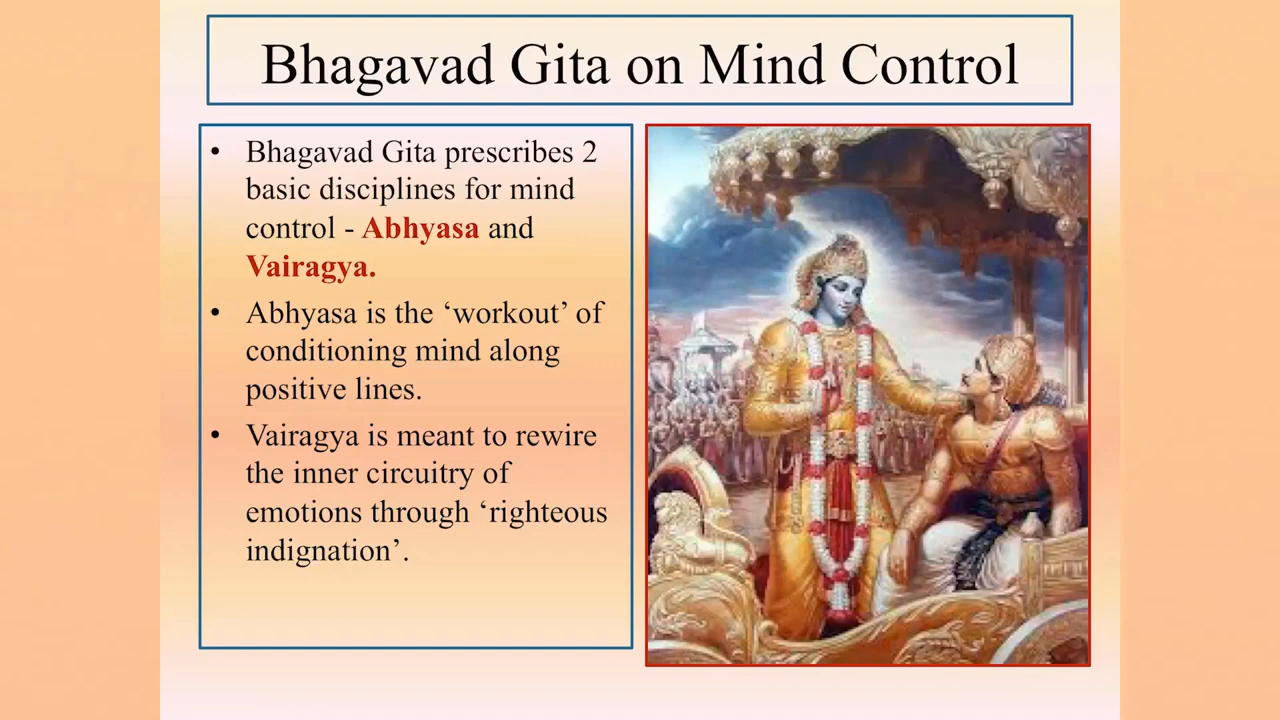 Bhagavad Gita on Mind Control
• Bhagavad Gita prescribes 2
basic disciplines for mind
control - Abhyasa and
Vairagya.
• Abhyasa is the ‘workout’ of
conditioning mind along
positive lines.
• Vairagya is meant to rewire
the inner circuitry of
emotions through ‘righteous
indignation’.